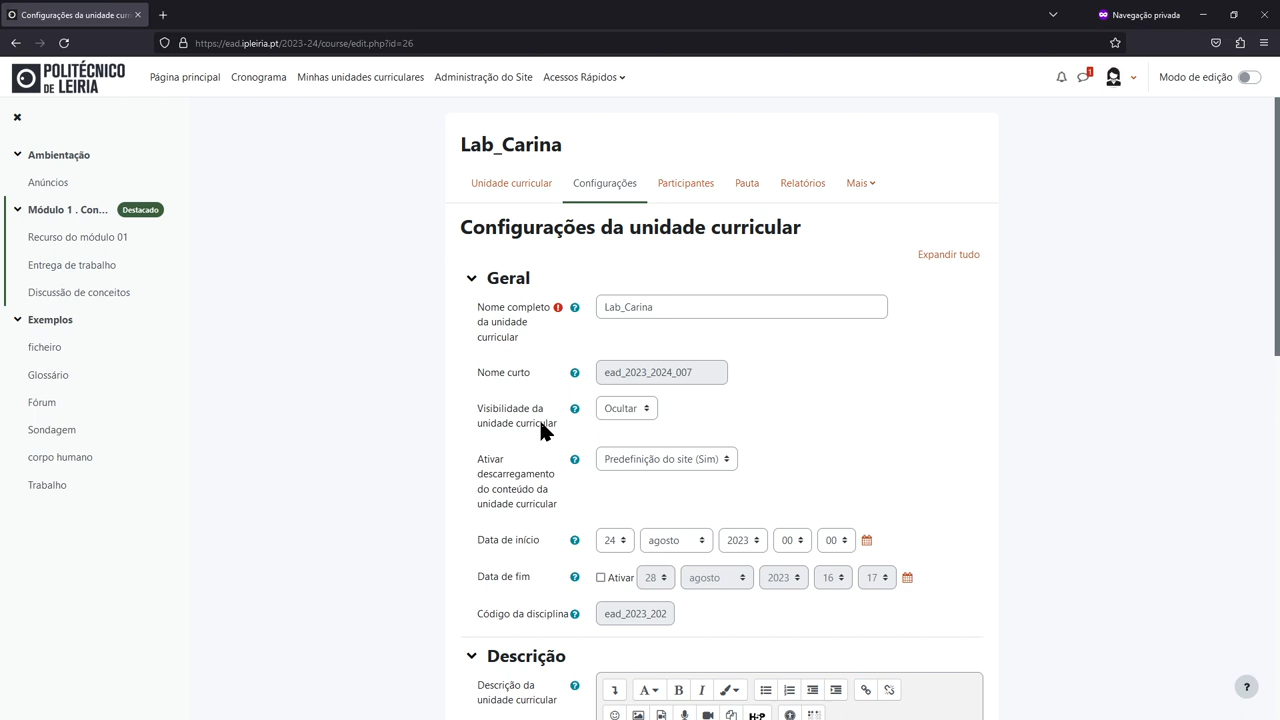 Configurações da unidade curr
Navegação privada
https://ead.ipleiria.pt/2023-24/course/edit.php?id=26
POLITÉCNICO
DE LEIRIA
Página principal
Cronograma
Minhas unidades curriculares
Administração do Site
Acessos Rápidos
1
Modo de edição
Ambientação
Anúncios
Módulo 1 . Con...
Destacado
Recurso do módulo 01
Entrega de trabalho
Discussão de conceitos
Exemplos
ficheiro
Glossário
Fórum
Sondagem
corpo humano
Trabalho
Lab_Carina
Unidade curricular
Configurações
Participantes
Pauta
Relatórios
Mais
Configurações da unidade curricular
Expandir tudo
Geral
Nome completo
da unidade
curricular
Lab_Carina
Nome curto
ead_2023_2024_007
Visibilidade da
unidade curricular
Ocultar
Ativar
descarregamento
do conteúdo da
unidade curricular
Predefinição do site (Sim)
Data de início
24 agosto 2023 00 00
Data de fim
Ativar 28 agosto 2023 16 17
Código da disciplina
ead_2023_202
Descrição
Descrição da
unidade curricular
A B I
H-P
?